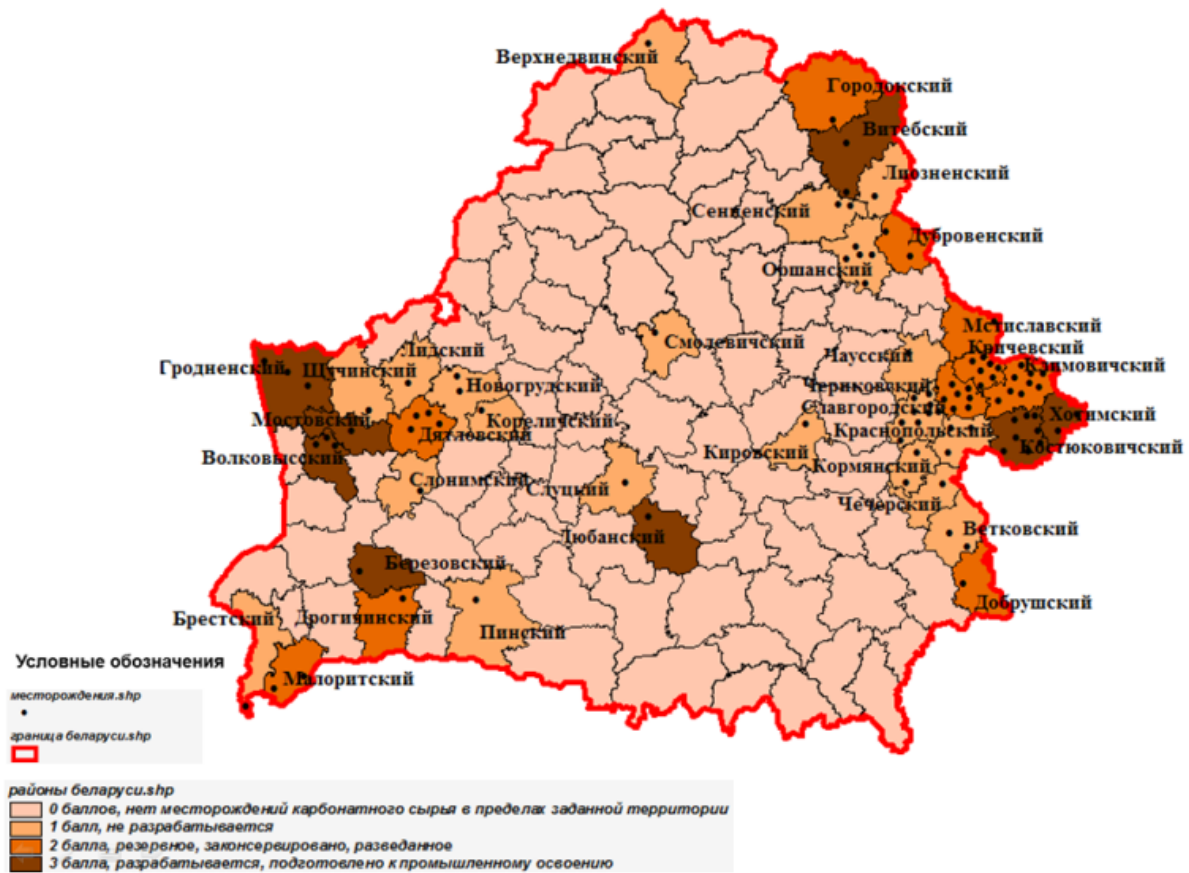 Верхнедвинский
Городокский
Витебский
Лиозненский
Сенненский
Дубровенский
Оршанский
Мстиславский
Смолевичский
Чаусский
Кричевский
Климовичский
Гродненский
Щучинский
Лидский
Новогрудский
Чериковский
Славгородский
Хотимский
Мостовский
Кореличский
Дятловский
Краснопольский
Костюковичский
Волковысский
Кировский
Кормянский
Слонимский
Слуцкий
Чечерский
Любанский
Ветковский
Березовский
Добрушский
Брестский
Дрогичинский
Пинский
Малоритский
Условные обозначения
месторождения.shp
граница беларуси.shp
районы беларуси.shp
0 баллов, нет месторождений карбонатного сырья в пределах заданной территории
1 балл, не разрабатывается
2 балла, резервное, законсервировано, разведанное
3 балла, разрабатывается, подготовлено к промышленному освоению